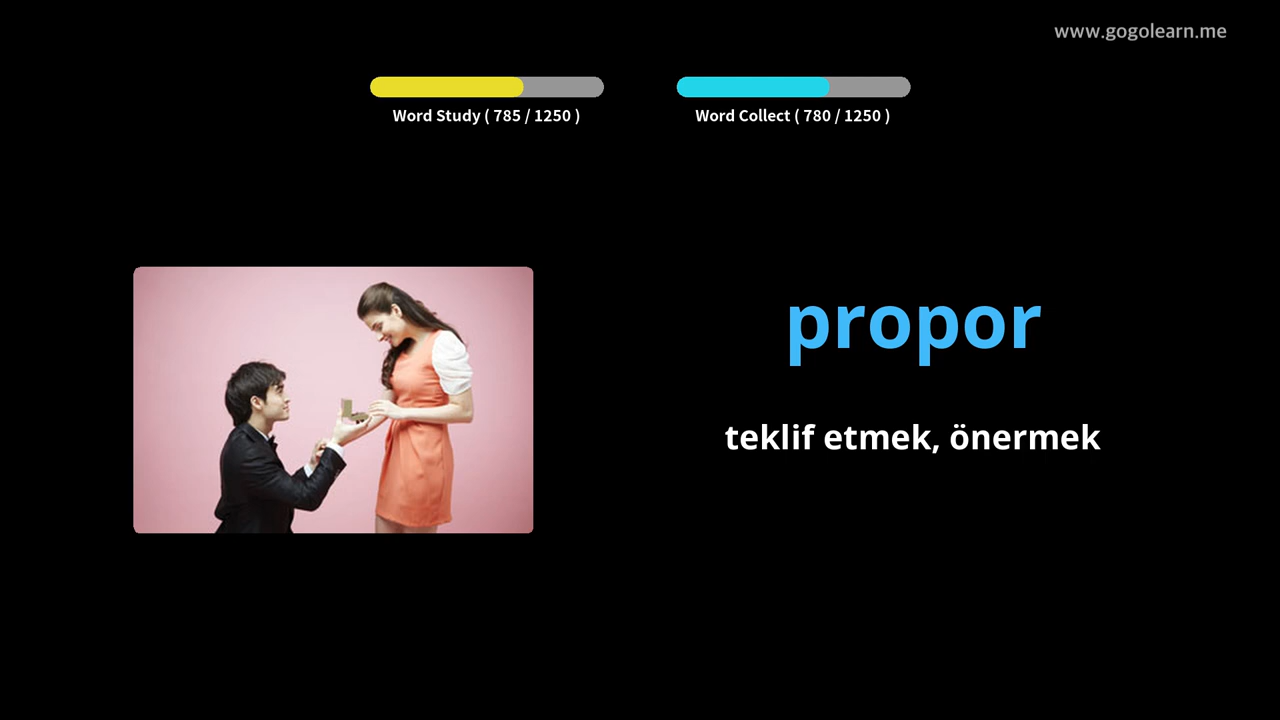 www.gogolearn.me
Word Study ( 785 / 1250 )
Word Collect ( 780 / 1250 )
propor
teklif etmek, önermek